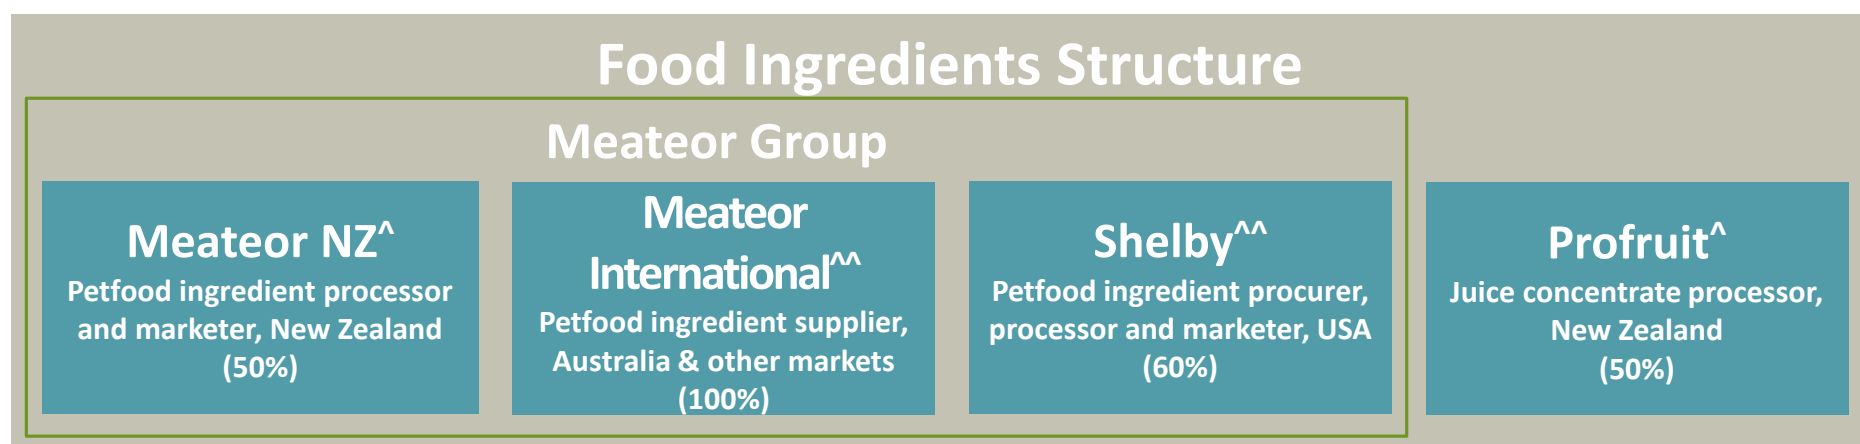 Food Ingredients Structure
Meateor Group
Meateor NZ^
Petfood ingredient processor
and marketer, New Zealand
(50%)
Meateor
International^^
Petfood ingredient supplier,
Australia & other markets
(100%)
Shelby^^
Petfood ingredient procurer,
processor and marketer, USA
(60%)
Profruit^
Juice concentrate processor,
New Zealand
(50%)